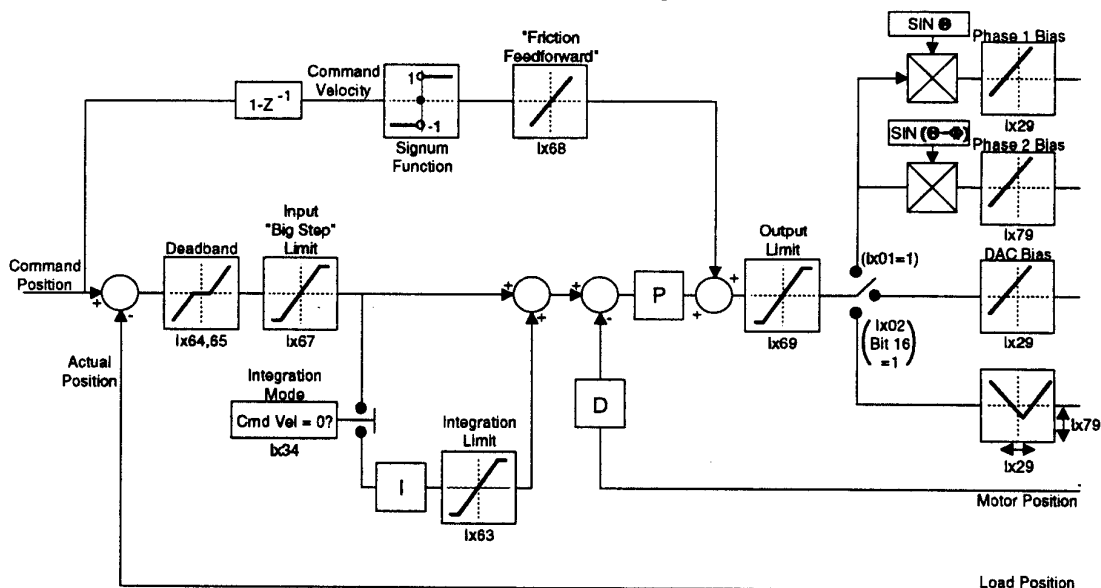 SIN Θ
Phase 1 Bias
Ix29
SIN (Θ-Φ)
Phase 2 Bias
Ix79
"Friction
Feedforward"
Ix68
Command
Velocity
1-Z⁻¹
1
-1
Signum
Function
Input
"Big Step"
Limit
Deadband
Command
Position
+
-
Ix64,65
Ix67
+
+
+
-
P
+
+
Output
Limit
Ix69
(Ix01=1)
(Ix02
Bit 16
=1)
DAC Bias
Ix29
Ix79
Ix29
Actual
Position
Integration
Mode
Cmd Vel = 0?
Ix34
I
Integration
Limit
Ix63
D
Motor Position
Load Position